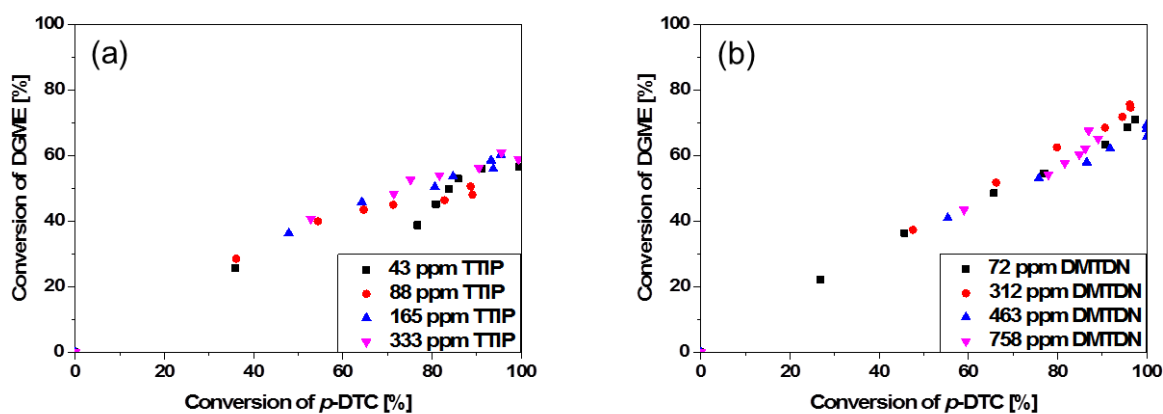 (a)
Conversion of DGME [%]
100
80
60
40
20
0
0 20 40 60 80 100
Conversion of p-DTC [%]
43 ppm TTIP
88 ppm TTIP
165 ppm TTIP
333 ppm TTIP
(b)
Conversion of DGME [%]
100
80
60
40
20
0
0 20 40 60 80 100
Conversion of p-DTC [%]
72 ppm DMTDN
312 ppm DMTDN
463 ppm DMTDN
758 ppm DMTDN